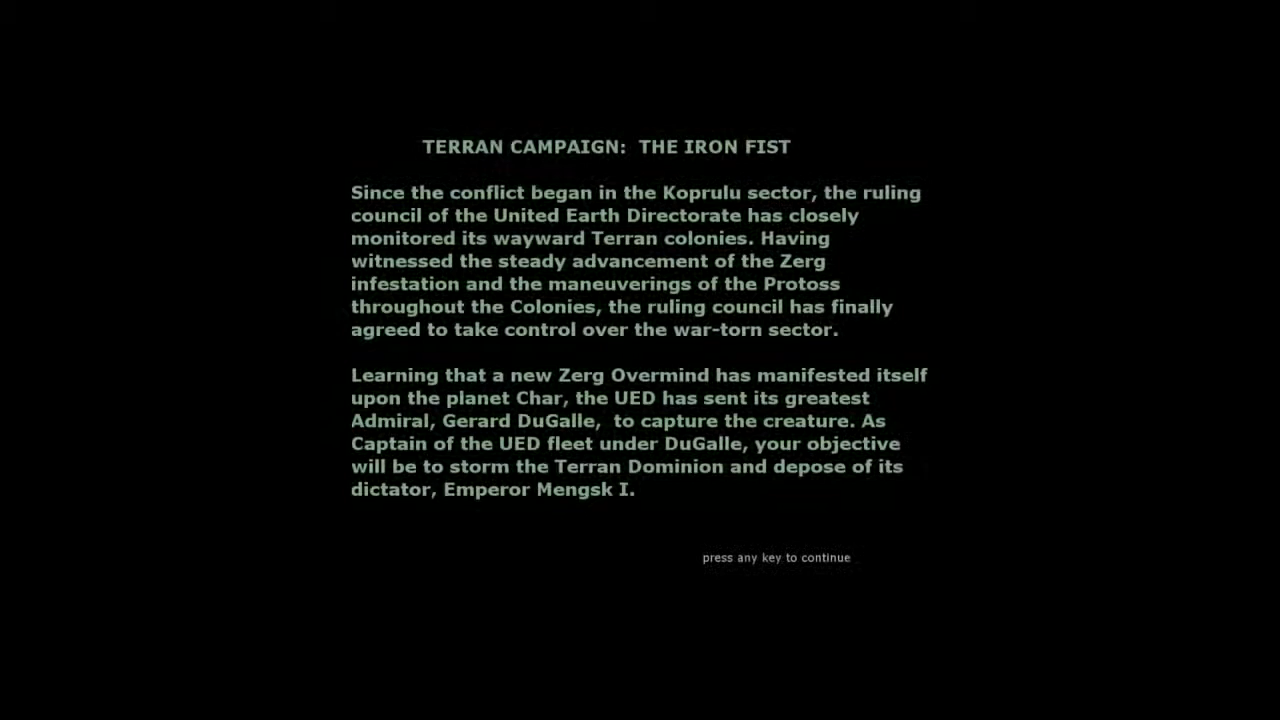 TERRAN CAMPAIGN:  THE IRON FIST
Since the conflict began in the Koprulu sector, the ruling
council of the United Earth Directorate has closely
monitored its wayward Terran colonies. Having
witnessed the steady advancement of the Zerg
infestation and the maneuverings of the Protoss
throughout the Colonies, the ruling council has finally
agreed to take control over the war-torn sector.
Learning that a new Zerg Overmind has manifested itself
upon the planet Char, the UED has sent its greatest
Admiral, Gerard DuGalle,  to capture the creature. As
Captain of the UED fleet under DuGalle, your objective
will be to storm the Terran Dominion and depose of its
dictator, Emperor Mengsk I.
press any key to continue